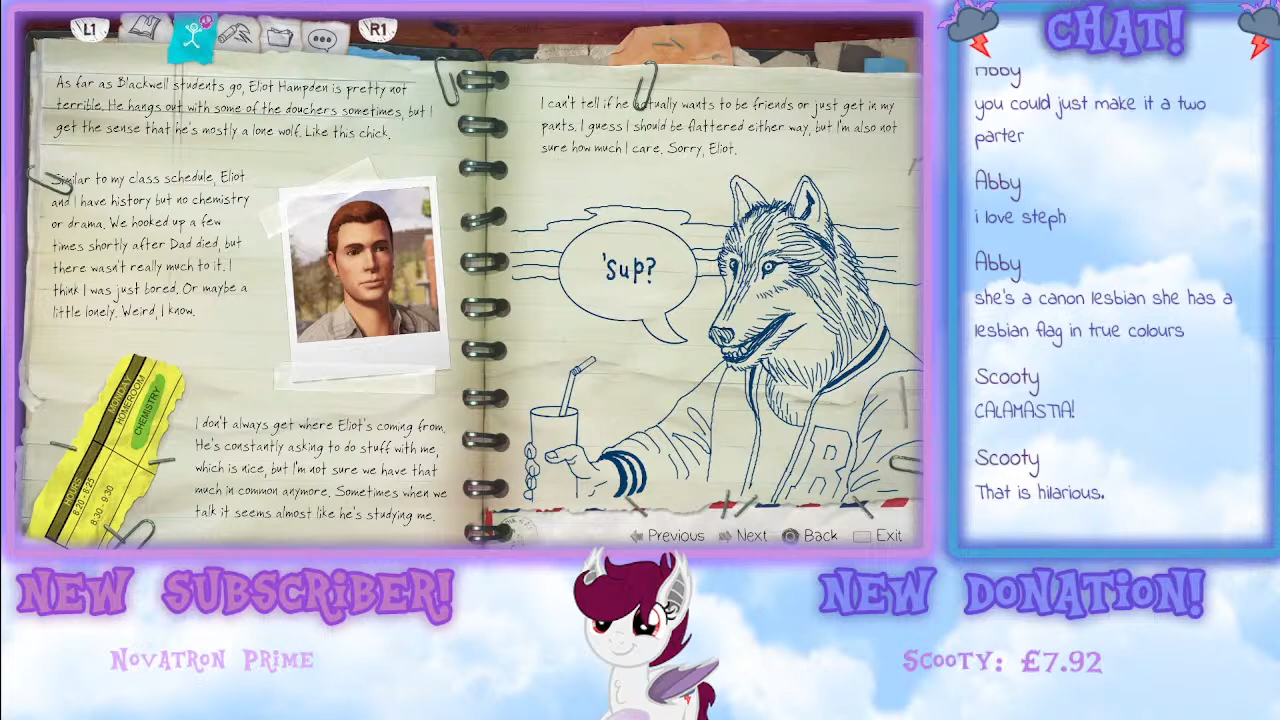 L1
R1
As far as Blackwell students go, Eliot Hampden is pretty not
terrible. He hangs out with some of the douchers sometimes, but I
get the sense that he's mostly a lone wolf. Like this chick.
Similar to my class schedule, Eliot
and I have history but no chemistry
or drama. We hooked up a few
times shortly after Dad died, but
there wasn't really much to it. I
think I was just bored. Or maybe a
little lonely. Weird, I know.
MONDAY
HOMEROOM
CHEMISTRY
HOURS
8:20 - 8:25
8:30 - 9:30
I don't always get where Eliot's coming from.
He's constantly asking to do stuff with me,
which is nice, but I'm not sure we have that
much in common anymore. Sometimes when we
talk it seems almost like he's studying me.
I can't tell if he actually wants to be friends or just get in my
pants. I guess I should be flattered either way, but I'm also not
sure how much I care. Sorry, Eliot.
'Sup?
B
Previous
Next
Back
Exit
CHAT!
Abby
you could just make it a two
parter
Abby
i love steph
Abby
she's a canon lesbian she has a
lesbian flag in true colours
Scooty
CALAMASTA!
Scooty
That is hilarious.
NEW SUBSCRIBER!
NOVATRON PRIME
NEW DONATION!
SCOOTY: £7.92